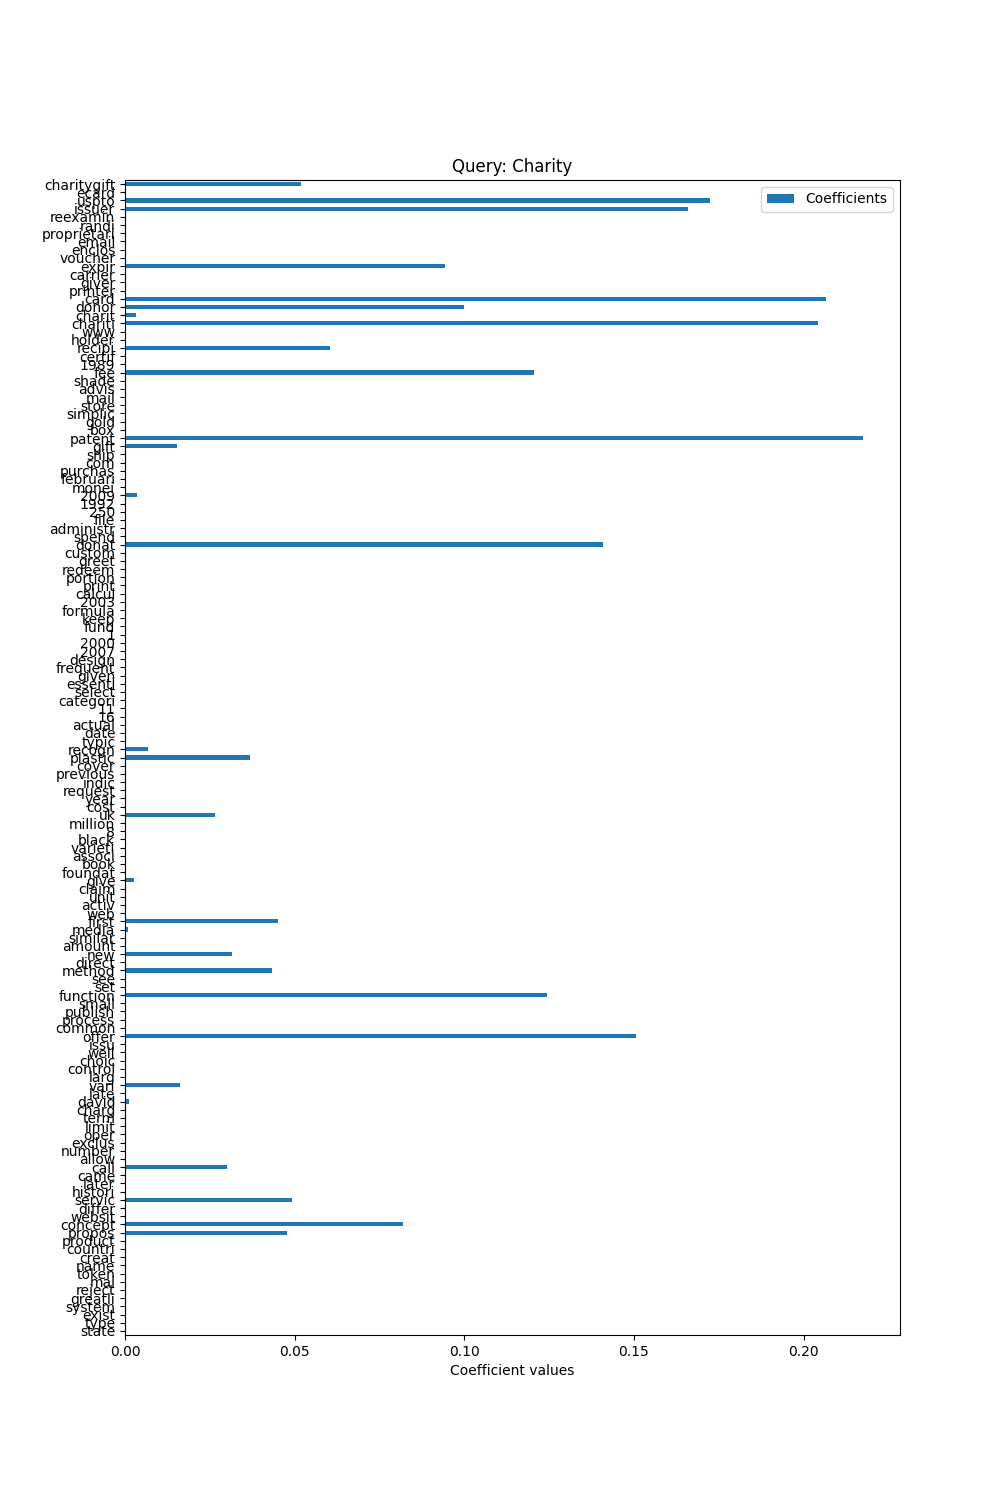 Query: Charity
Coefficients
charitygift
ecard
uspto
issuer
reexamin
randi
proprietari
email
enclos
voucher
expir
carrier
giver
printer
card
donor
charit
chariti
www
holder
recipi
certif
1989
fee
shade
advis
mail
store
simplic
gold
box
patent
gift
ship
com
purchas
februari
monei
2009
1992
250
file
administr
spend
donat
custom
greet
redeem
portion
print
calcul
2003
formula
keep
fund
1
2000
2007
design
frequent
given
essenti
select
categori
11
16
actual
date
typic
recogn
plastic
cover
previous
indic
request
year
cost
uk
million
8
black
varieti
associ
book
foundat
give
claim
unit
activ
web
first
media
similar
amount
new
direct
method
see
set
function
small
publish
process
common
offer
issu
well
choic
control
larg
vari
late
david
charg
term
limit
oper
exclus
number
allow
call
came
later
histori
servic
differ
websit
concept
propos
product
countri
creat
name
token
mai
reject
greatli
system
exist
type
state
0.00 0.05 0.10 0.15 0.20
Coefficient values